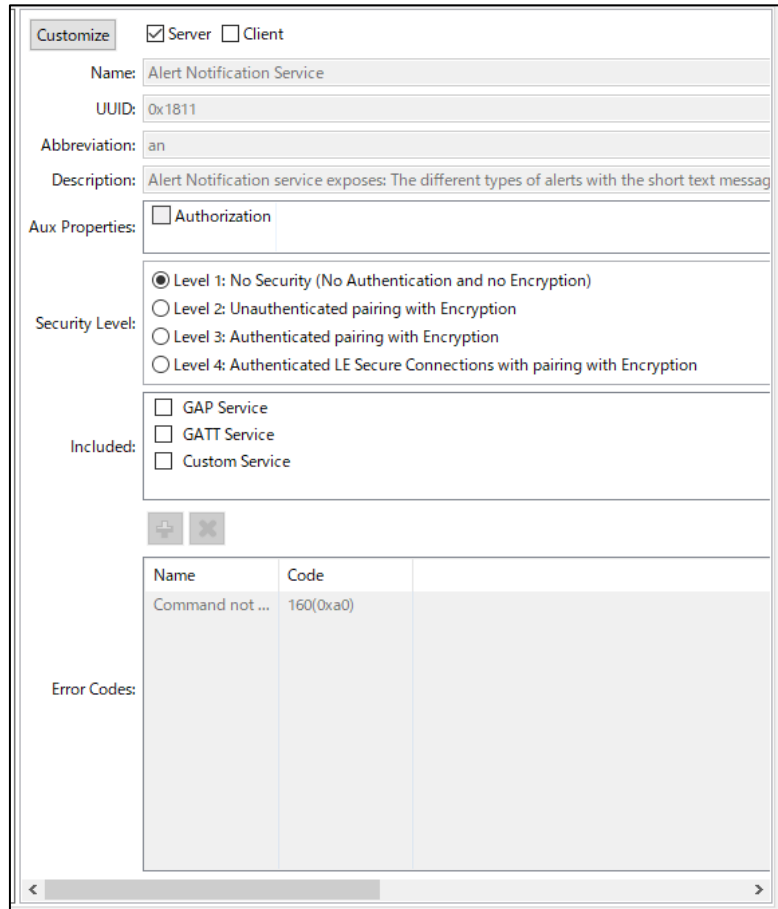 Customize Server Client
Name: Alert Notification Service
UUID: 0x1811
Abbreviation: an
Description: Alert Notification service exposes: The different types of alerts with the short text messag
Aux Properties: Authorization
Security Level:
Level 1: No Security (No Authentication and no Encryption)
Level 2: Unauthenticated pairing with Encryption
Level 3: Authenticated pairing with Encryption
Level 4: Authenticated LE Secure Connections with pairing with Encryption
Included:
GAP Service
GATT Service
Custom Service
Error Codes:
Name Code
Command not ... 160(0xa0)